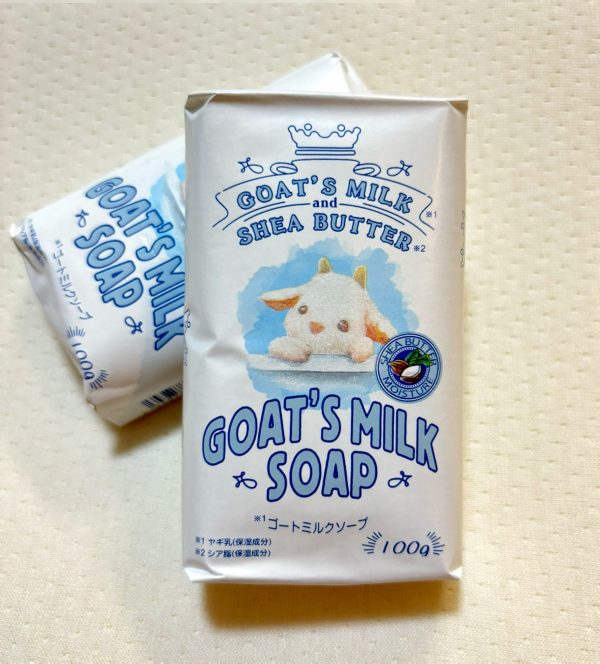 GOAT'S MILK ※1
and
SHEA BUTTER ※2
SHEA BUTTER
MOISTURE
GOAT'S MILK
SOAP
※1 ゴートミルクソープ
※1 ヤギ乳(保湿成分)
※2 シア脂(保湿成分)
100g
GOAT'S MILK
SOAP
※1 ゴートミルクソープ
100g